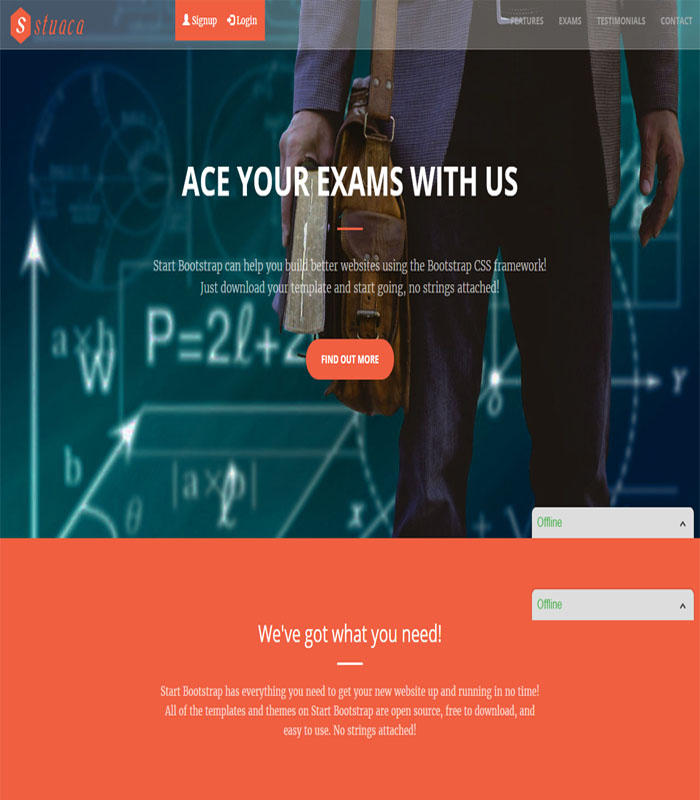 S stuaca
Signup Login
FEATURES EXAMS TESTIMONIALS CONTACT
ACE YOUR EXAMS WITH US
Start Bootstrap can help you build better websites using the Bootstrap CSS framework!
Just download your template and start going, no strings attached!
a×b
W
P=2ℓ+2
FIND OUT MORE
Y
b
θ
|a×b|
ℓ
x
Offline
Offline
We've got what you need!
Start Bootstrap has everything you need to get your new website up and running in no time!
All of the templates and themes on Start Bootstrap are open source, free to download, and
easy to use. No strings attached!